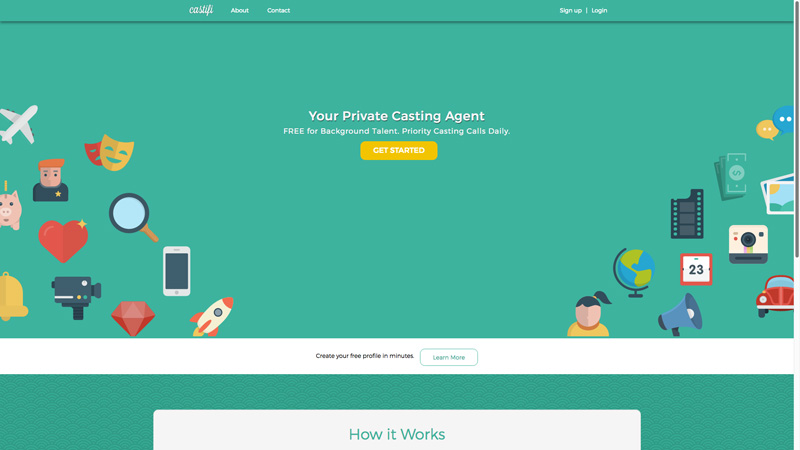 castifi About Contact Sign up | Login
Your Private Casting Agent
FREE for Background Talent. Priority Casting Calls Daily.
GET STARTED
23
Create your free profile in minutes. Learn More
How it Works